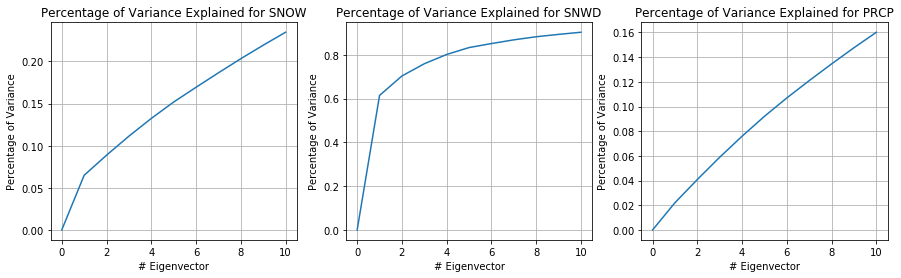 Percentage of Variance Explained for SNOW
Percentage of Variance
0.20
0.15
0.10
0.05
0.00
0 2 4 6 8 10
# Eigenvector
Percentage of Variance Explained for SNWD
Percentage of Variance
0.8
0.6
0.4
0.2
0.0
0 2 4 6 8 10
# Eigenvector
Percentage of Variance Explained for PRCP
Percentage of Variance
0.16
0.14
0.12
0.10
0.08
0.06
0.04
0.02
0.00
0 2 4 6 8 10
# Eigenvector